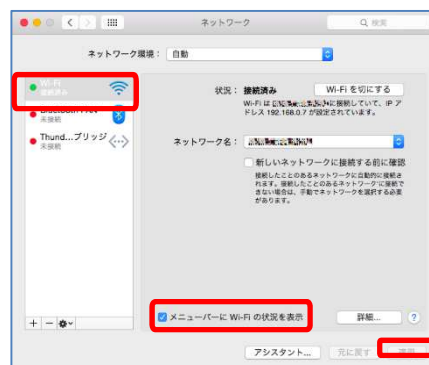 ネットワーク
検索
ネットワーク環境： 自動
Wi-Fi
接続済み
未接続
Thund...ブリッジ
未接続
状況： 接続済み
Wi-Fi を切にする
Wi-Fi は に接続していて、IP ア
ドレス 192.168.0.7 が設定されています。
ネットワーク名：
新しいネットワークに接続する前に確認
接続したことのあるネットワークに自動的に接続さ
れます。接続したことのあるネットワークに接続で
きない場合は、手動でネットワークを選択する必要
があります。
メニューバーに Wi-Fi の状況を表示
詳細...
?
アシスタント...
元に戻す